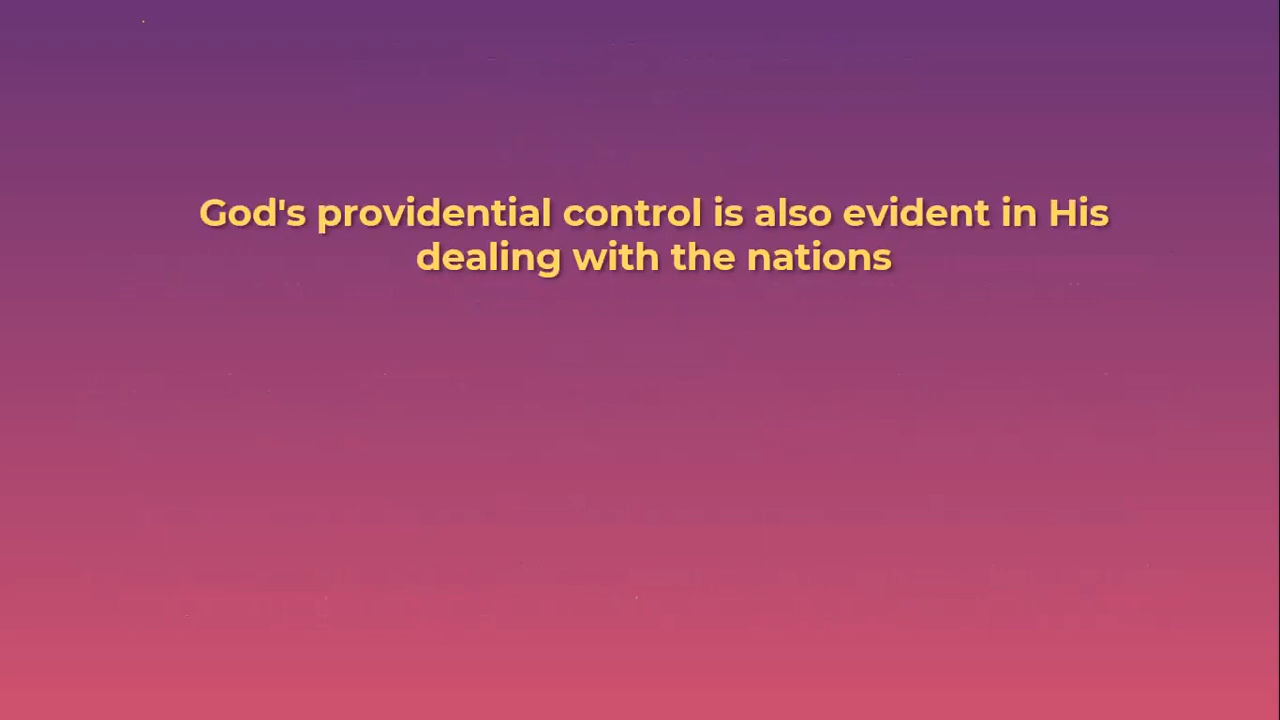 God's providential control is also evident in His
dealing with the nations